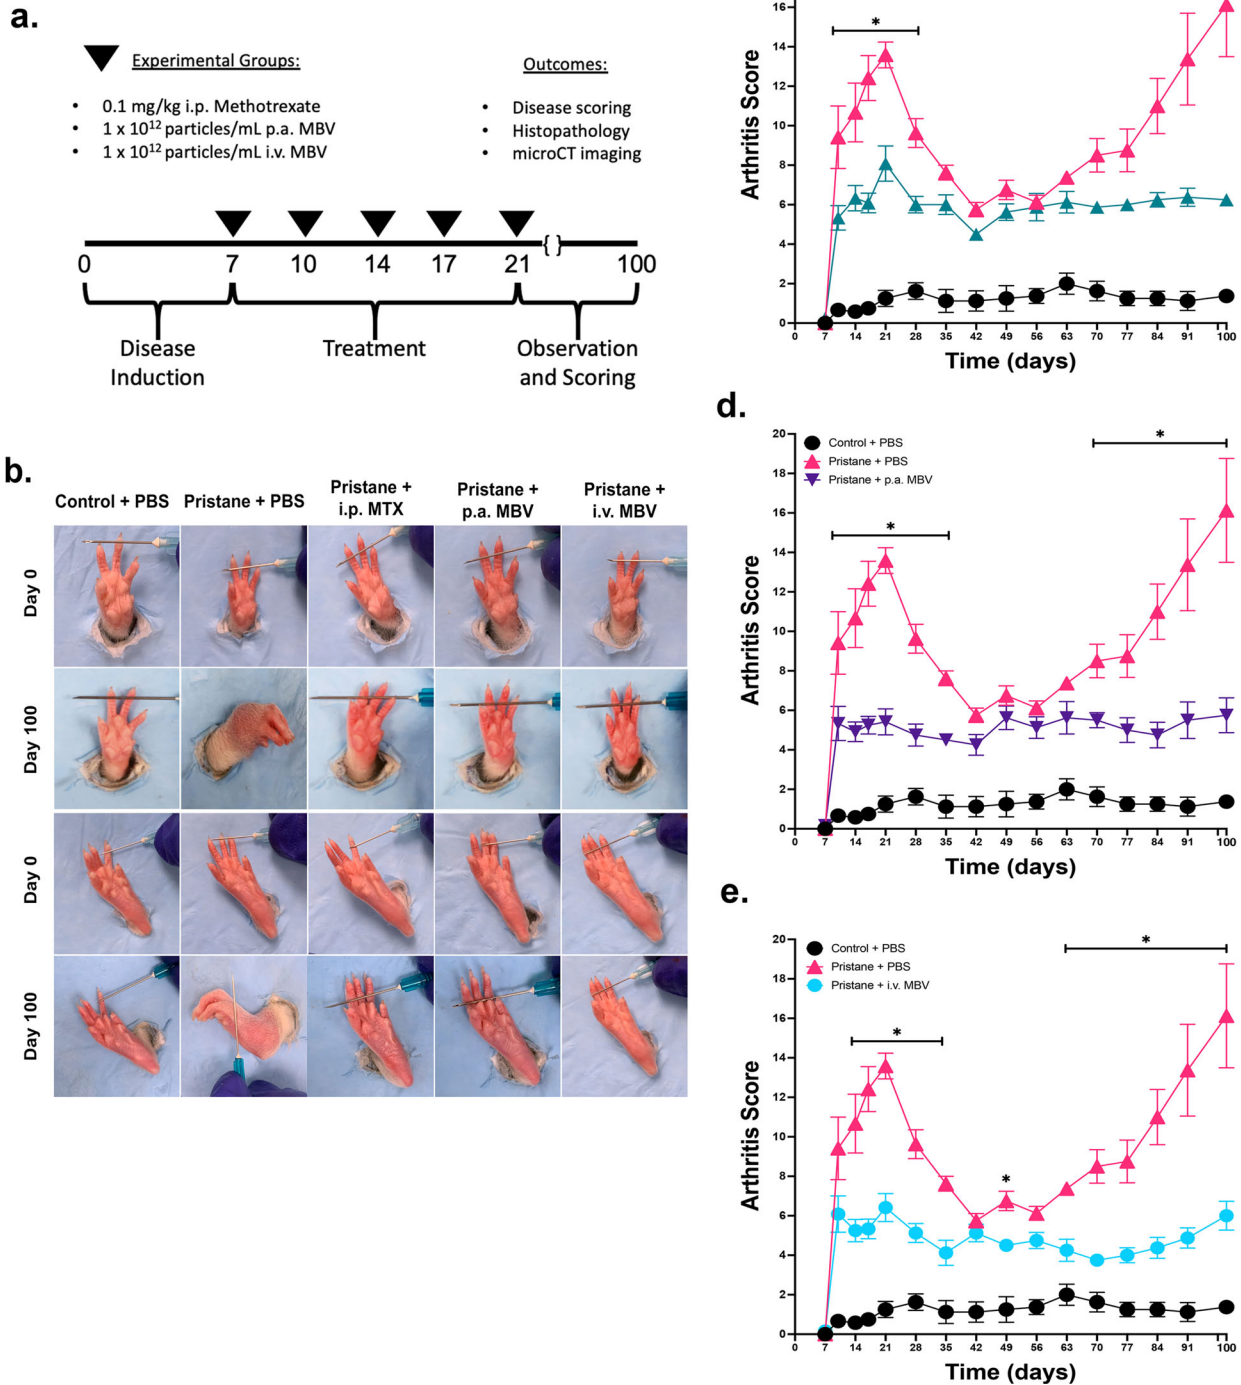 a.
Experimental Groups:
• 0.1 mg/kg i.p. Methotrexate
• 1 x 10¹² particles/mL p.a. MBV
• 1 x 10¹² particles/mL i.v. MBV
Outcomes:
• Disease scoring
• Histopathology
• microCT imaging
{ }
0 7 10 14 17 21 100
Disease
Induction
Treatment
Observation
and Scoring
b.
Control + PBS
Pristane + PBS
Pristane +
i.p. MTX
Pristane +
p.a. MBV
Pristane +
i.v. MBV
Day 0
Day 100
Day 0
Day 100
*
16
14
12
10
8
6
4
2
0
Arthritis Score
0 7 14 21 28 35 42 49 56 63 70 77 84 91 100
Time (days)
d.
Control + PBS
Pristane + PBS
Pristane + p.a. MBV
*
*
20
18
16
14
12
10
8
6
4
2
0
Arthritis Score
0 7 14 21 28 35 42 49 56 63 70 77 84 91 100
Time (days)
e.
Control + PBS
Pristane + PBS
Pristane + i.v. MBV
*
*
*
20
18
16
14
12
10
8
6
4
2
0
Arthritis Score
0 7 14 21 28 35 42 49 56 63 70 77 84 91 100
Time (days)